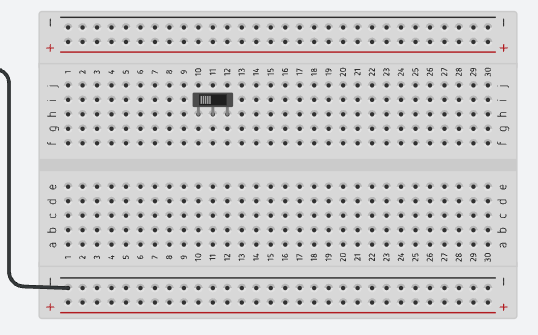 − −
+ +
1 2 3 4 5 6 7 8 9 10 11 12 13 14 15 16 17 18 19 20 21 22 23 24 25 26 27 28 29 30
j j
i i
h h
g g
f f
e e
d d
c c
b b
a a
1 2 3 4 5 6 7 8 9 10 11 12 13 14 15 16 17 18 19 20 21 22 23 24 25 26 27 28 29 30
− −
+ +